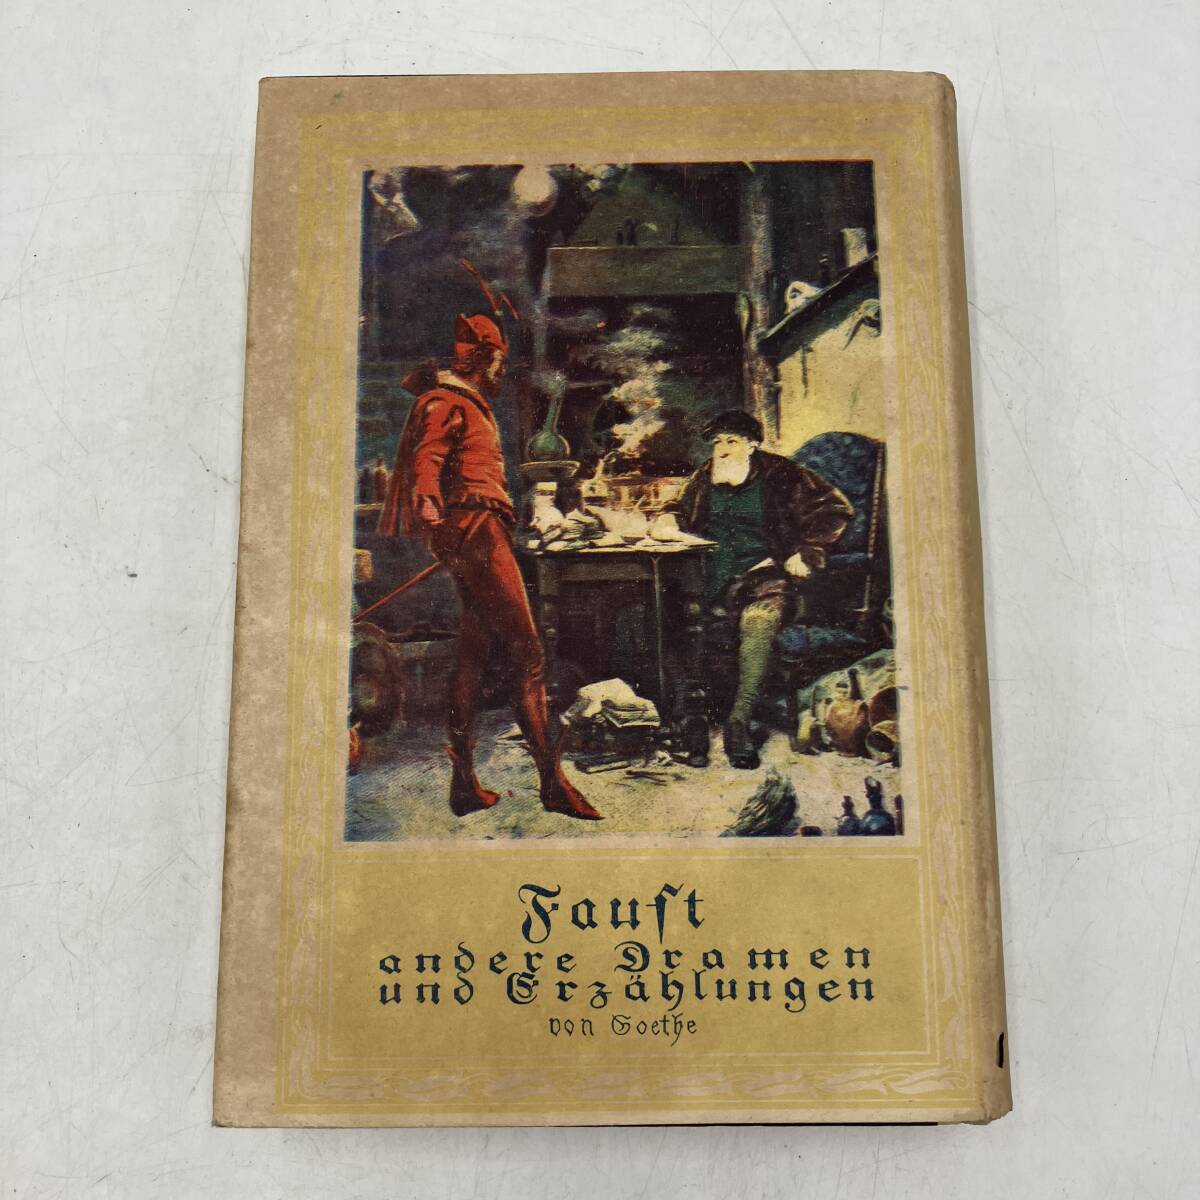 Faust
andere Dramen
und Erzählungen
von Goethe